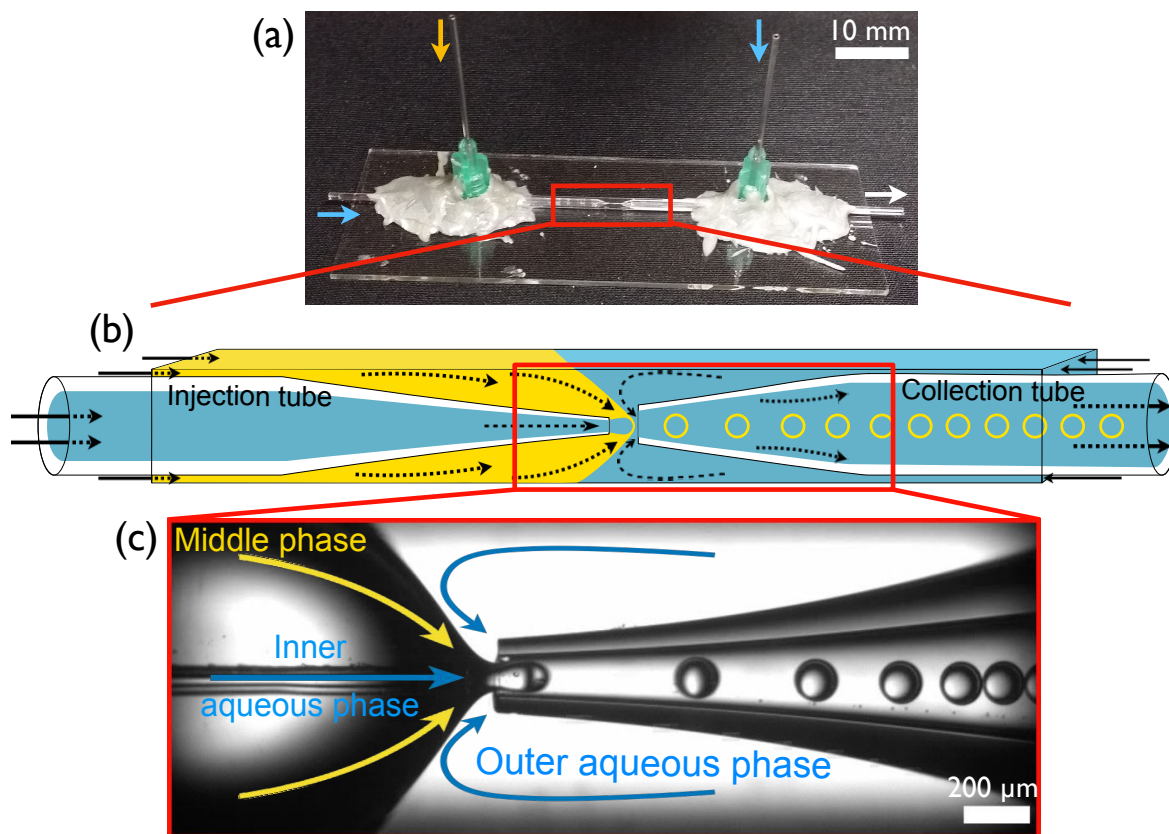 (a)
10 mm
(b)
Injection tube
Collection tube
(c)
Middle phase
Inner
aqueous phase
Outer aqueous phase
200 µm